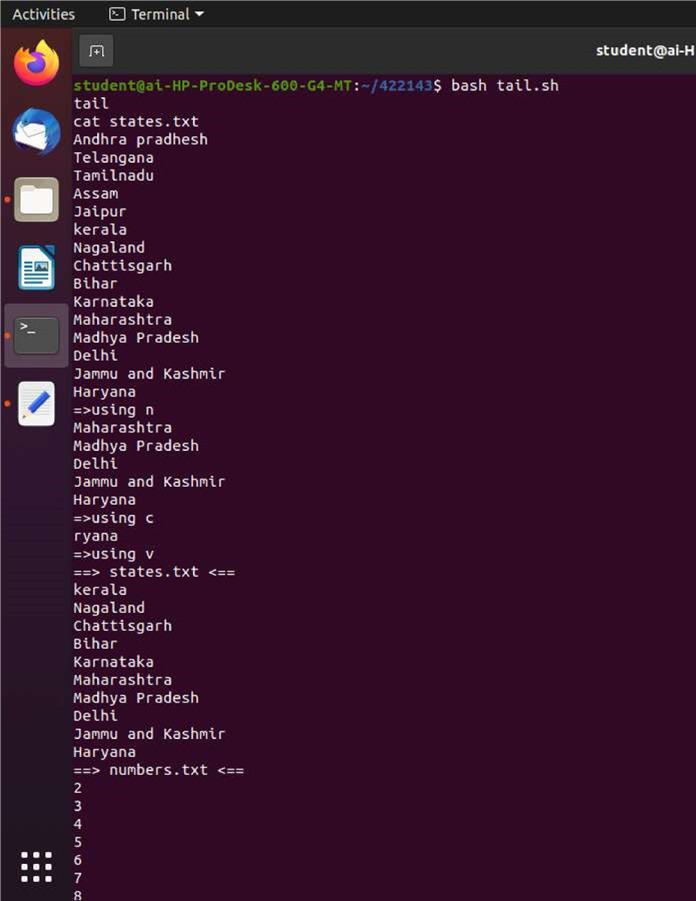 Activities
Terminal
student@ai-H
student@ai-HP-ProDesk-600-G4-MT:~/422143$ bash tail.sh
tail
cat states.txt
Andhra pradhesh
Telangana
Tamilnadu
Assam
Jaipur
kerala
Nagaland
Chattisgarh
Bihar
Karnataka
Maharashtra
Madhya Pradesh
Delhi
Jammu and Kashmir
Haryana
=>using n
Maharashtra
Madhya Pradesh
Delhi
Jammu and Kashmir
Haryana
=>using c
ryana
=>using v
==> states.txt <==
kerala
Nagaland
Chattisgarh
Bihar
Karnataka
Maharashtra
Madhya Pradesh
Delhi
Jammu and Kashmir
Haryana
==> numbers.txt <==
2
3
4
5
6
7
8